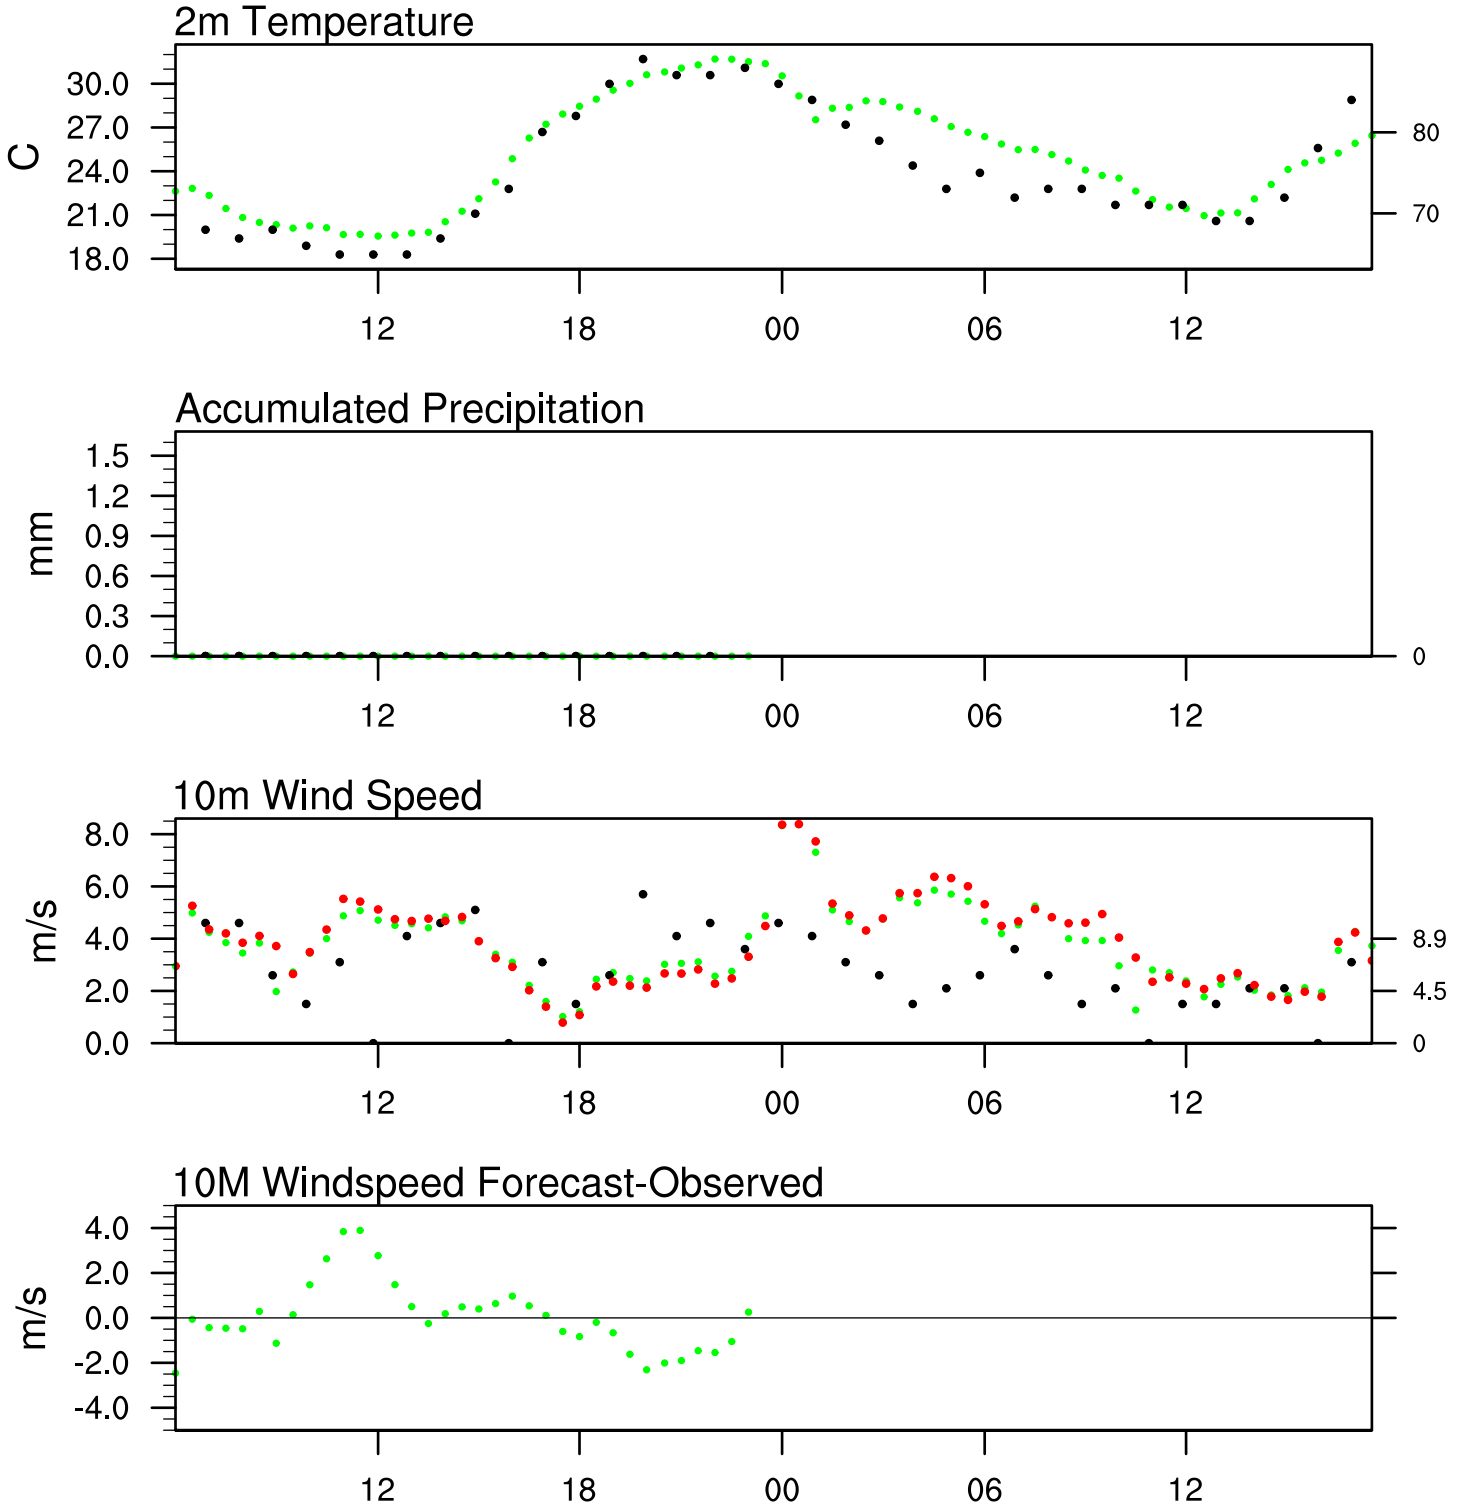 2m Temperature
30.0
27.0
24.0
21.0
18.0
C
80
70
12 18 00 06 12
Accumulated Precipitation
1.5
1.2
0.9
0.6
0.3
0.0
mm
0
12 18 00 06 12
10m Wind Speed
8.0
6.0
4.0
2.0
0.0
m/s
8.9
4.5
0
12 18 00 06 12
10M Windspeed Forecast-Observed
4.0
2.0
0.0
-2.0
-4.0
m/s
12 18 00 06 12